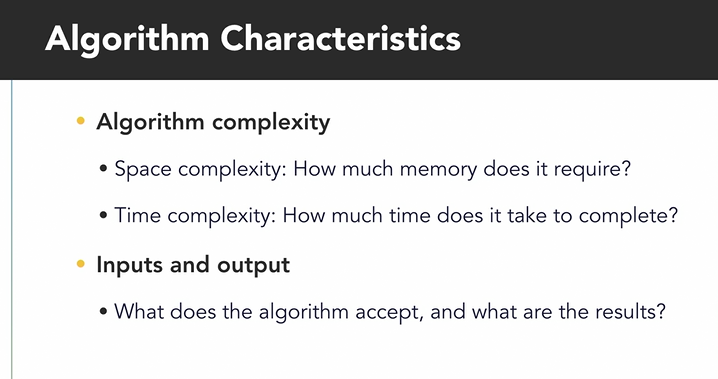 Algorithm Characteristics
• Algorithm complexity
• Space complexity: How much memory does it require?
• Time complexity: How much time does it take to complete?
• Inputs and output
• What does the algorithm accept, and what are the results?